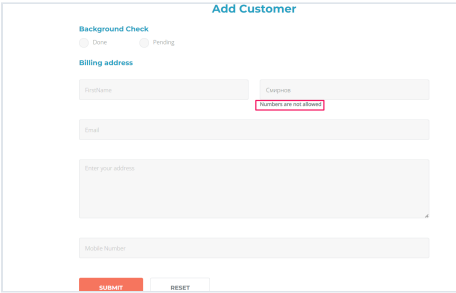 Add Customer
Background Check
Done Pending
Billing address
FirstName Смирнов
Numbers are not allowed
Email
Enter your address
Mobile Number
SUBMIT RESET